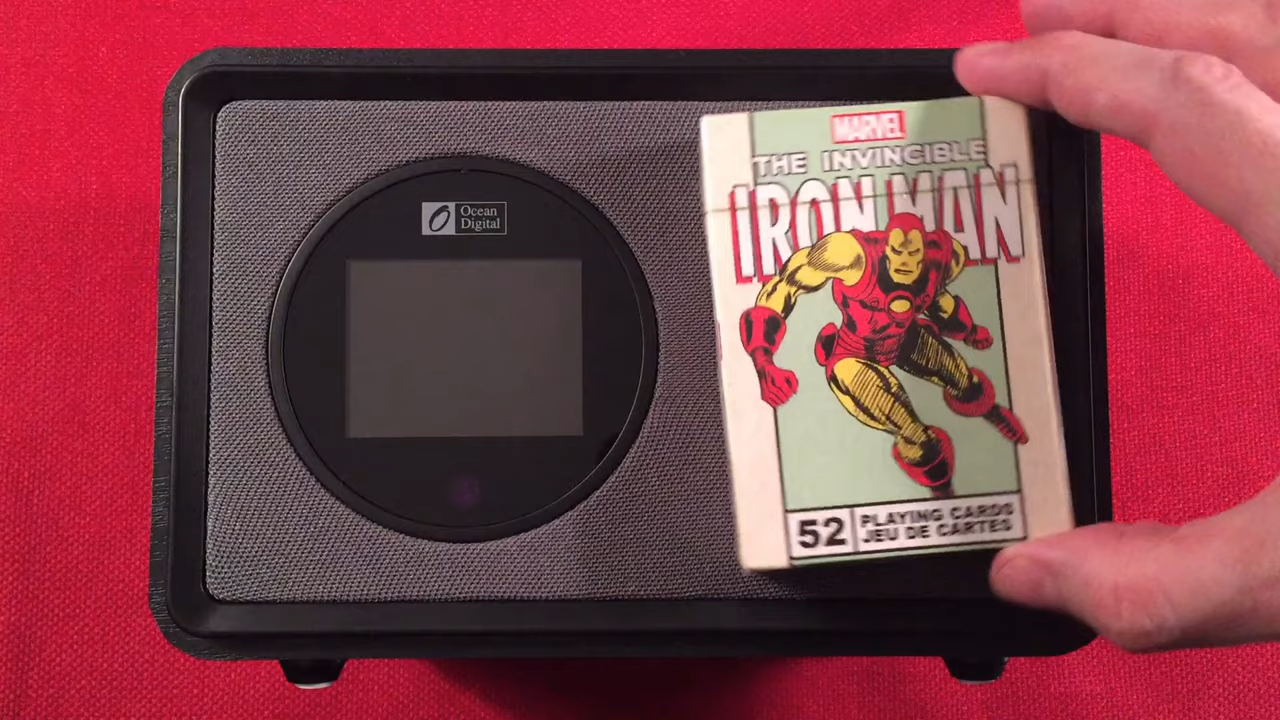 Ocean
Digital
MARVEL
THE INVINCIBLE
IRON MAN
52
PLAYING CARDS
JEU DE CARTES